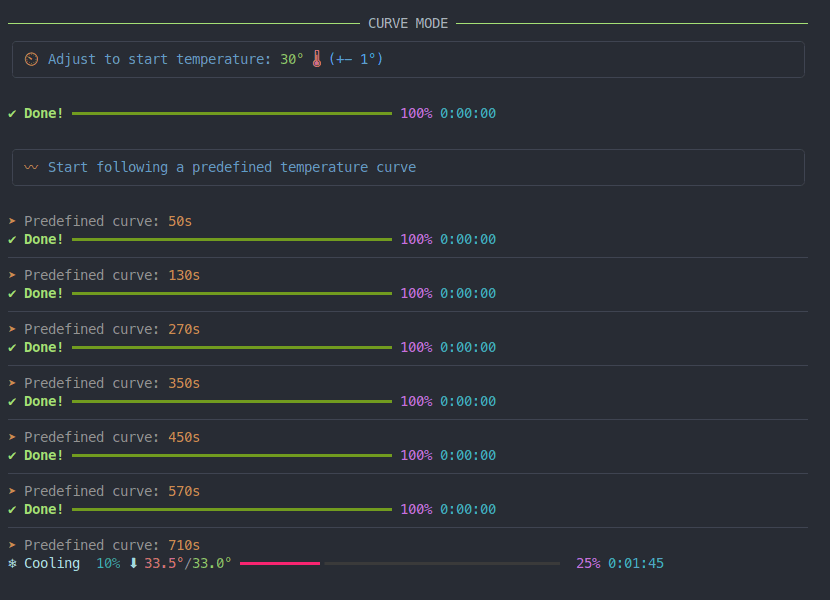 CURVE MODE
Adjust to start temperature: 30° (+− 1°)
✔ Done! 100% 0:00:00
Start following a predefined temperature curve
➤ Predefined curve: 50s
✔ Done! 100% 0:00:00
➤ Predefined curve: 130s
✔ Done! 100% 0:00:00
➤ Predefined curve: 270s
✔ Done! 100% 0:00:00
➤ Predefined curve: 350s
✔ Done! 100% 0:00:00
➤ Predefined curve: 450s
✔ Done! 100% 0:00:00
➤ Predefined curve: 570s
✔ Done! 100% 0:00:00
➤ Predefined curve: 710s
❄ Cooling 10% ⬇ 33.5°/33.0° 25% 0:01:45